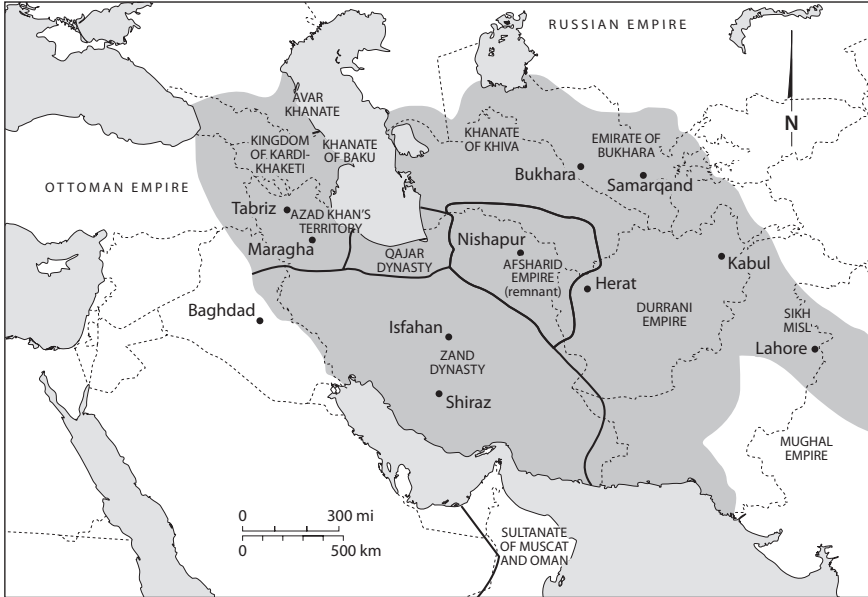 RUSSIAN EMPIRE
AVAR
KHANATE
KINGDOM
OF KARDI-
KHAKETI
KHANATE
OF BAKU
KHANATE
OF KHIVA
EMIRATE OF
BUKHARA
N
Bukhara
Samarqand
OTTOMAN EMPIRE
Tabriz
AZAD KHAN'S
TERRITORY
Maragha
QAJAR
DYNASTY
Nishapur
AFSHARID
EMPIRE
(remnant)
Herat
Kabul
DURRANI
EMPIRE
SIKH
MISL
Lahore
Baghdad
Isfahan
ZAND
DYNASTY
Shiraz
MUGHAL
EMPIRE
0 300 mi
0 500 km
SULTANATE
OF MUSCAT
AND OMAN